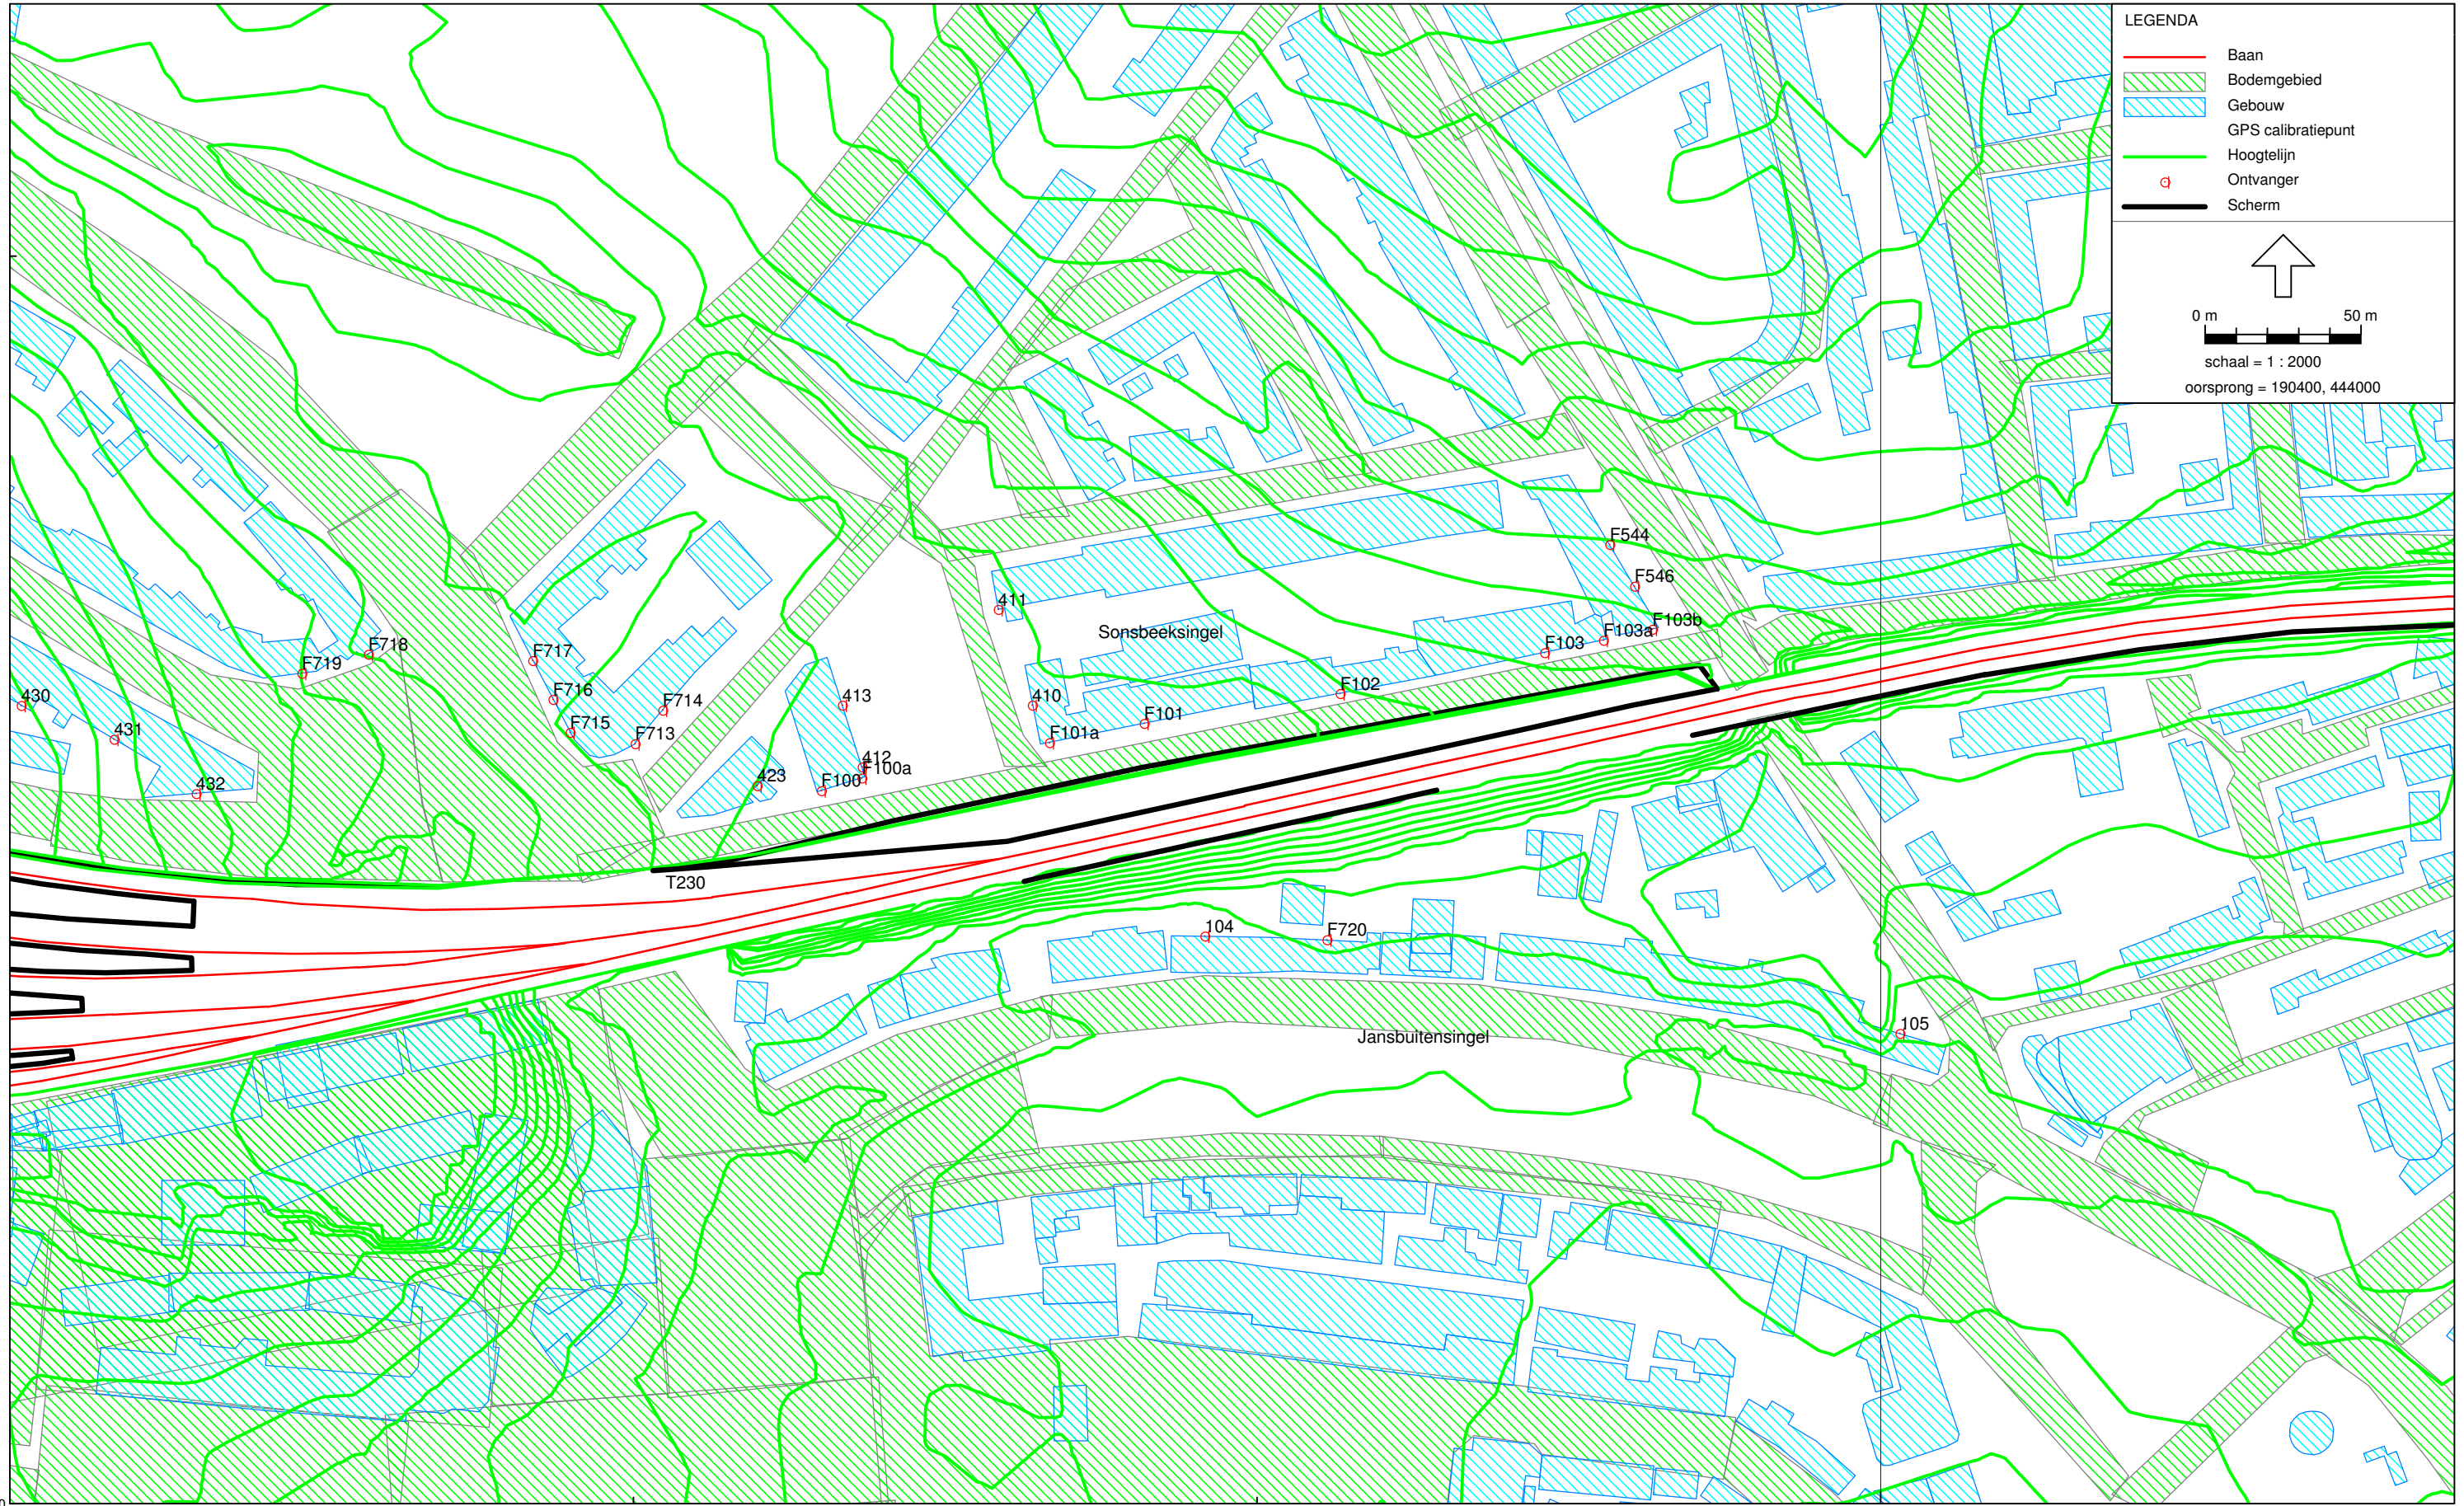 LEGENDA
Baan
Bodemgebied
Gebouw
GPS calibratiepunt
Hoogtelijn
Ontvanger
Scherm
0 m 50 m
schaal = 1 : 2000
oorsprong = 190400, 444000
F544
F546
411
F103b
Sonsbeeksingel
F103a
F103
F718
F717
F719
F102
430
F716
F714
413
410
F101
F715
431
F713
F101a
412
F100a
423
F100
432
T230
104
F720
105
Jansbuitensingel
0